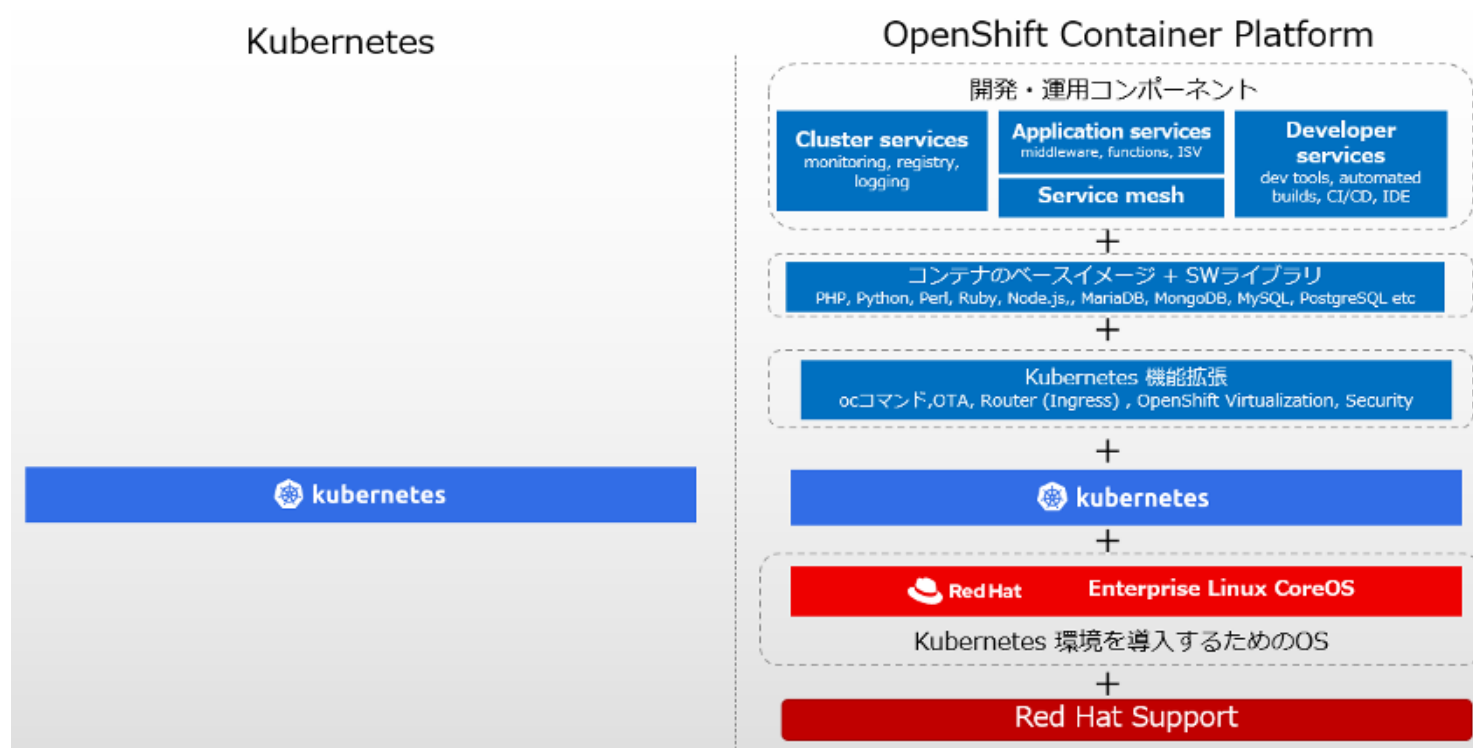 Kubernetes
kubernetes
OpenShift Container Platform
開発・運用コンポーネント
Cluster services
monitoring, registry,
logging
Application services
middleware, functions, ISV
Service mesh
Developer
services
dev tools, automated
builds, CI/CD, IDE
+
コンテナのベースイメージ + SWライブラリ
PHP, Python, Perl, Ruby, Node.js,, MariaDB, MongoDB, MySQL, PostgreSQL etc
+
Kubernetes 機能拡張
ocコマンド,OTA, Router (Ingress) , OpenShift Virtualization, Security
+
kubernetes
+
Red Hat Enterprise Linux CoreOS
Kubernetes 環境を導入するためのOS
+
Red Hat Support